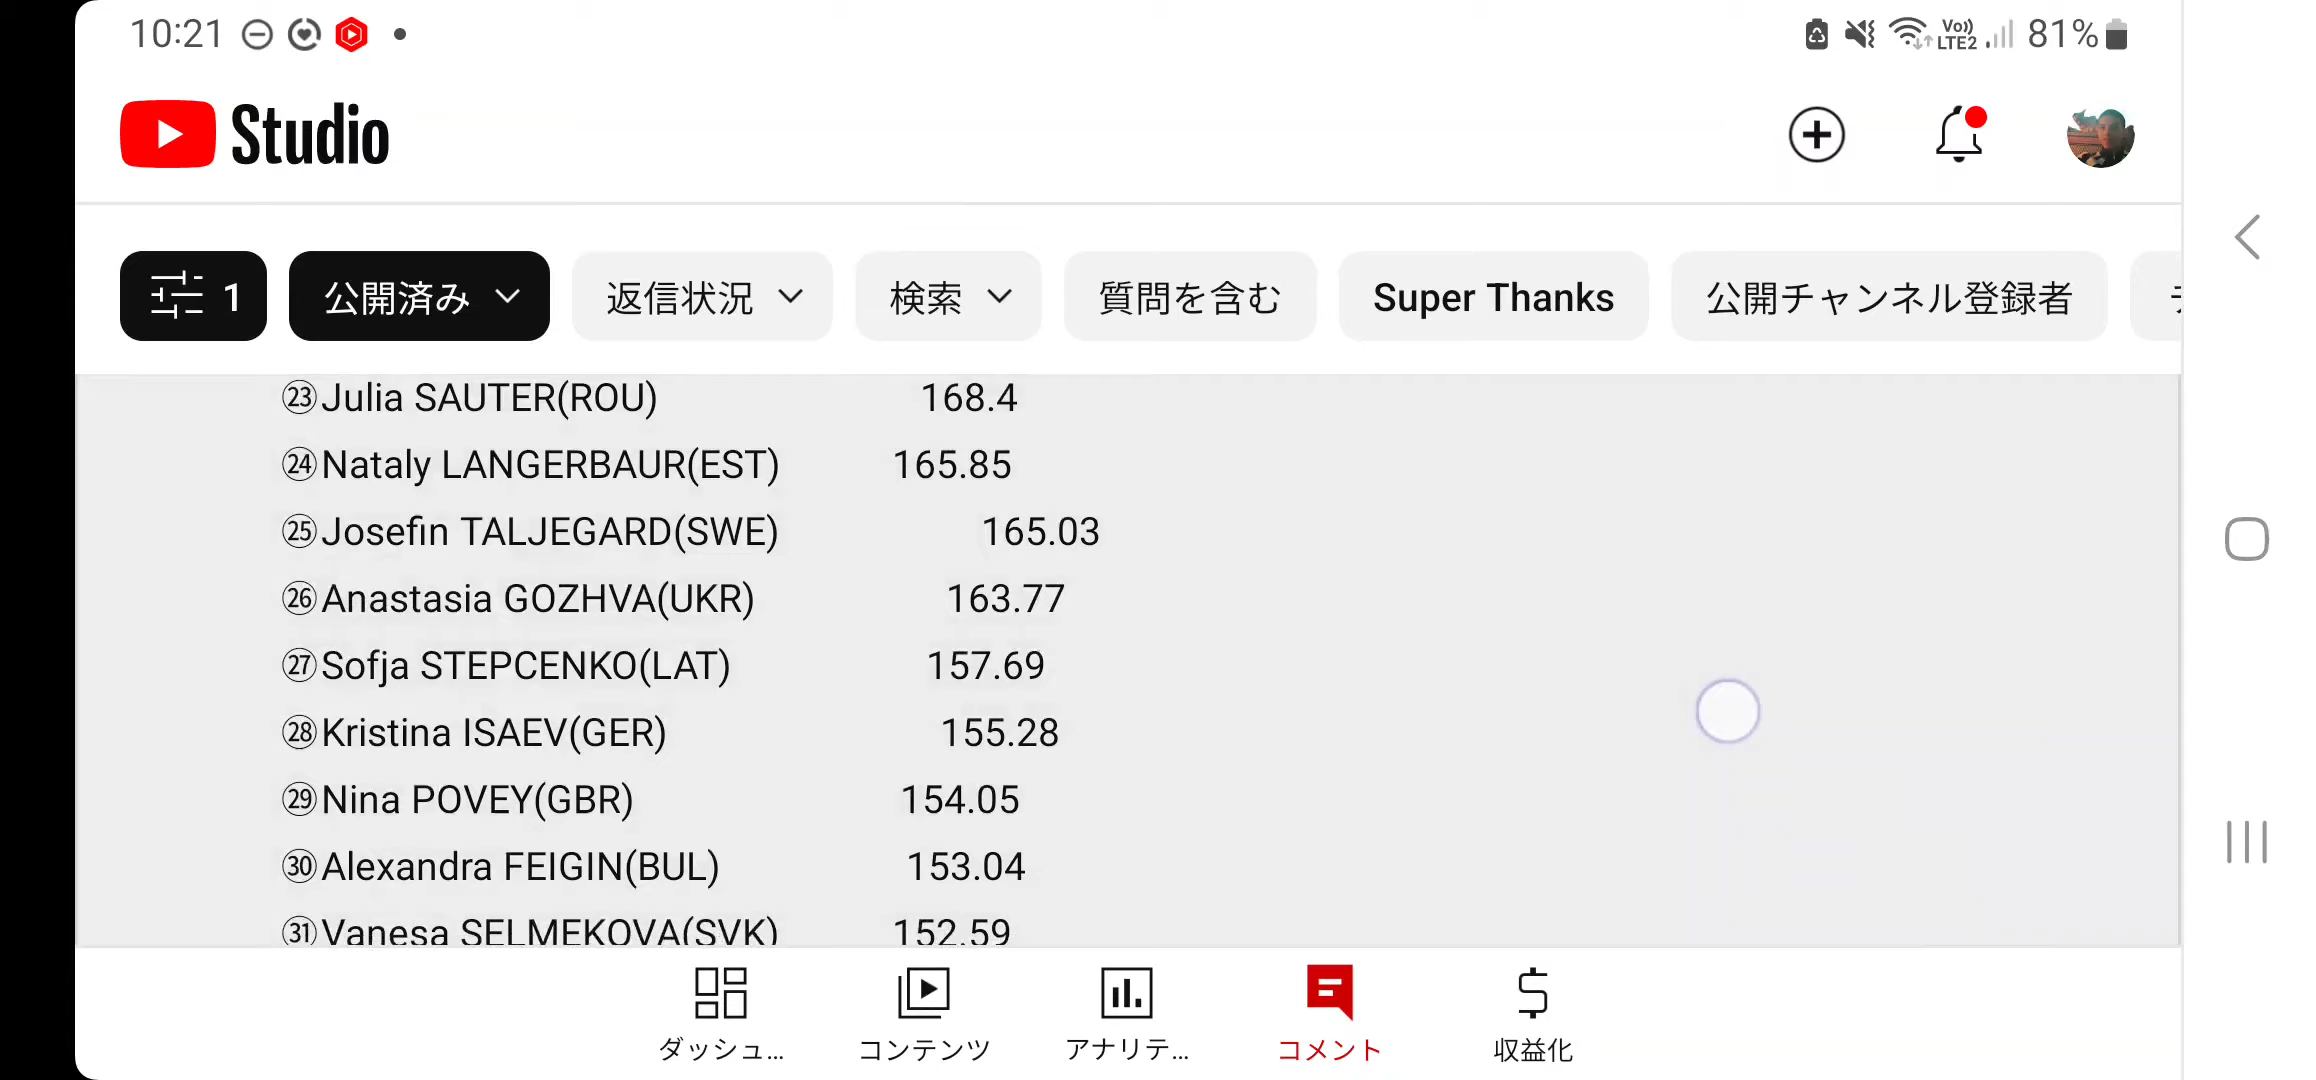 10:21
Vo)) LTE2 81%
Studio
1 公開済み 返信状況 検索 質問を含む Super Thanks 公開チャンネル登録者
㉓Julia SAUTER(ROU) 168.4
㉔Nataly LANGERBAUR(EST) 165.85
㉕Josefin TALJEGARD(SWE) 165.03
㉖Anastasia GOZHVA(UKR) 163.77
㉗Sofja STEPCENKO(LAT) 157.69
㉘Kristina ISAEV(GER) 155.28
㉙Nina POVEY(GBR) 154.05
㉚Alexandra FEIGIN(BUL) 153.04
㉛Vanesa SELMEKOVA(SVK) 152.59
ダッシュ... コンテンツ アナリテ... コメント 収益化